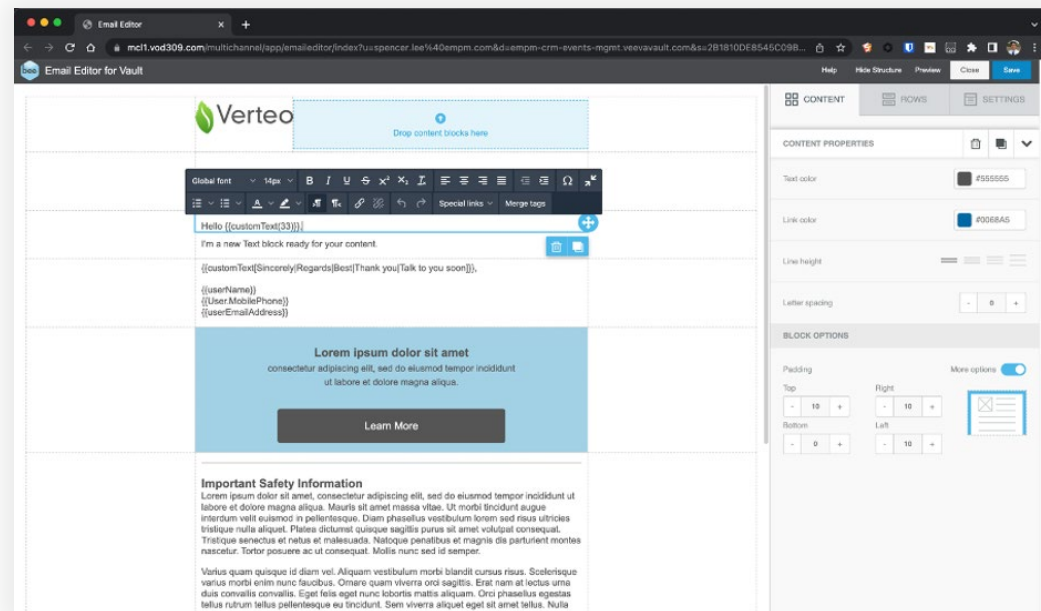 Email Editor
mcl1.vod309.com/multichannel/app/emaileditor/index?u=spencer.lee%40empm.com&d=empm-crm-events-mgmt.veevavault.com&s=2B1810DE8545C09B...
bee Email Editor for Vault
Help Hide Structure Preview Close Save
Verteo
Drop content blocks here
CONTENT ROWS SETTINGS
CONTENT PROPERTIES
Text color #555555
Link color #0068A5
Line height
Letter spacing - 0 +
BLOCK OPTIONS
Padding More options
Top Right
- 10 + - 10 +
Bottom Left
- 0 + - 10 +
Global font 14px B I U S x² X₂ I Ω
A Special links Merge tags
Hello {{customText(33)}},
I'm a new Text block ready for your content.
{{customText[Sincerely|Regards|Best|Thank you|Talk to you soon]}},
{{userName}}
{{User.MobilePhone}}
{{userEmailAddress}}
Lorem ipsum dolor sit amet
consectetur adipiscing elit, sed do eiusmod tempor incididunt
ut labore et dolore magna aliqua.
Learn More
Important Safety Information
Lorem ipsum dolor sit amet, consectetur adipiscing elit, sed do eiusmod tempor incididunt ut
labore et dolore magna aliqua. Mauris sit amet massa vitae. Ut morbi tincidunt augue
interdum velit euismod in pellentesque. Diam phasellus vestibulum lorem sed risus ultricies
tristique nulla aliquet. Platea dictumst quisque sagittis purus sit amet volutpat consequat.
Tristique senectus et netus et malesuada. Natoque penatibus et magnis dis parturient montes
nascetur. Tortor posuere ac ut consequat. Mollis nunc sed id semper.
Varius quam quisque id diam vel. Aliquam vestibulum morbi blandit cursus risus. Scelerisque
varius morbi enim nunc faucibus. Ornare quam viverra orci sagittis. Erat nam at lectus urna
duis convallis convallis. Eget felis eget nunc lobortis mattis aliquam. Orci phasellus egestas
tellus rutrum tellus pellentesque eu tincidunt. Sem viverra aliquet eget sit amet tellus. Nulla